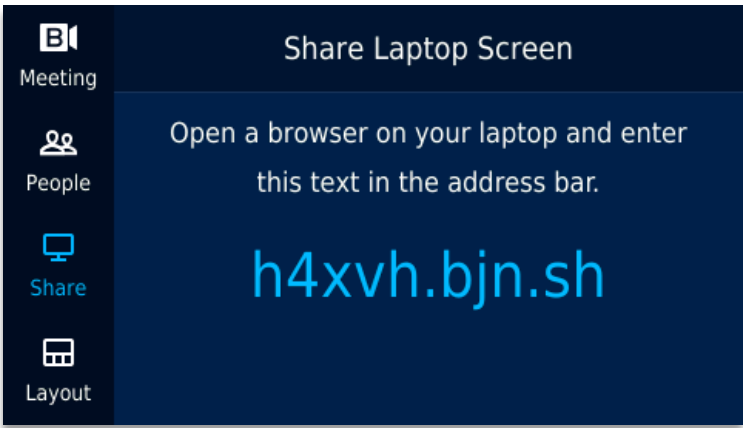 B
Meeting
People
Share
Layout
Share Laptop Screen
Open a browser on your laptop and enter
this text in the address bar.
h4xvh.bjn.sh